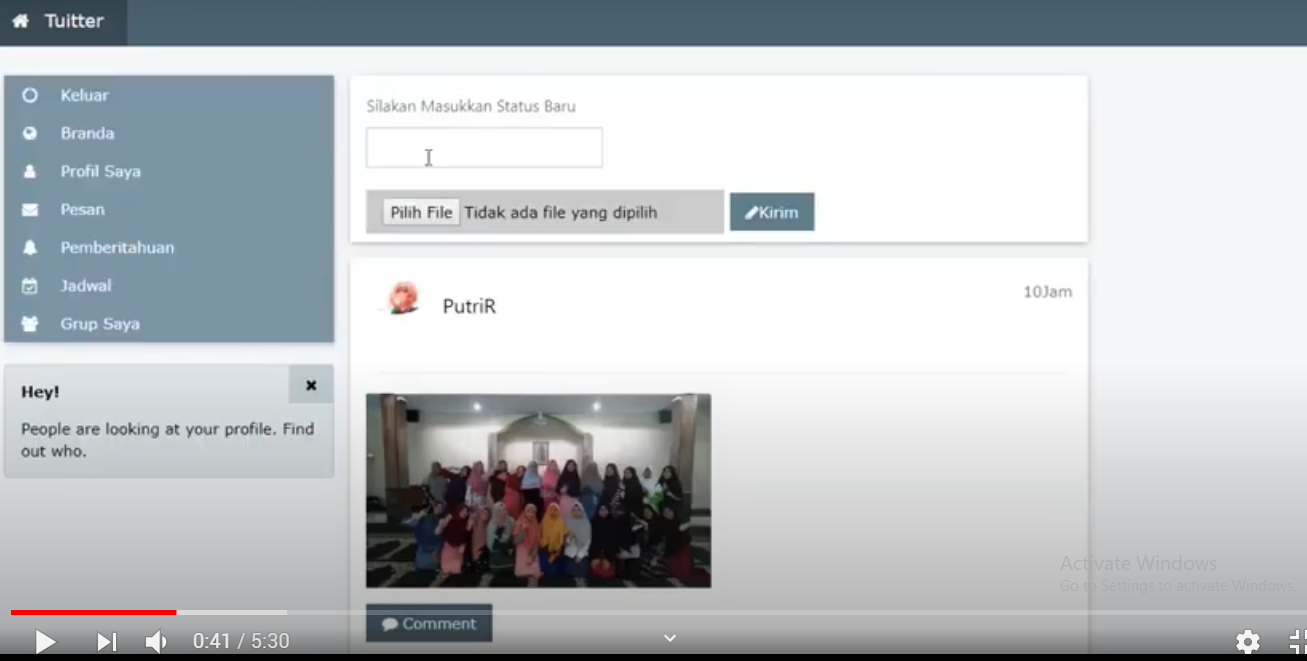 Tuitter
Keluar
Branda
Profil Saya
Pesan
Pemberitahuan
Jadwal
Grup Saya
Hey!
People are looking at your profile. Find
out who.
Silakan Masukkan Status Baru
Pilih File Tidak ada file yang dipilih
Kirim
PutriR
10Jam
Comment
Activate Windows
Go to Settings to activate Windows.
0:41 / 5:30